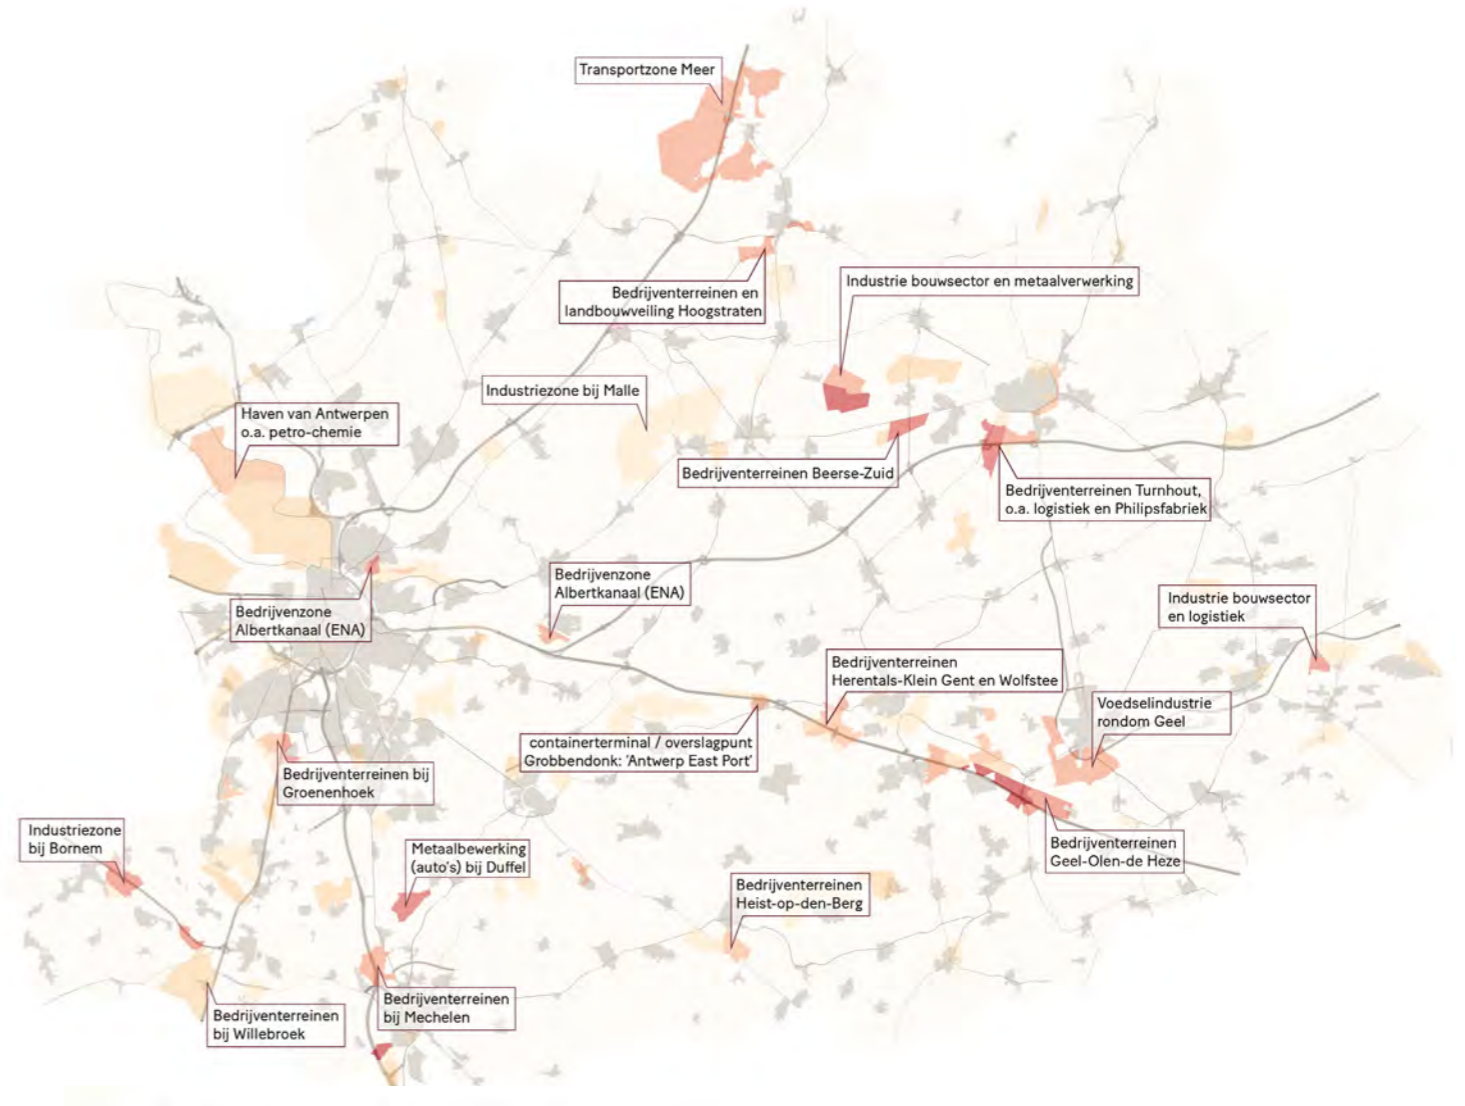 Transportzone Meer
Industrie bouwsector en metaalverwerking
Bedrijventerreinen en
landbouwveiling Hoogstraten
Industriezone bij Malle
Haven van Antwerpen
o.a. petro-chemie
Bedrijventerreinen Beerse-Zuid
Bedrijventerreinen Turnhout,
o.a. logistiek en Philipsfabriek
Bedrijvenzone
Albertkanaal (ENA)
Bedrijvenzone
Albertkanaal (ENA)
Industrie bouwsector
en logistiek
Bedrijventerreinen
Herentals-Klein Gent en Wolfstee
Voedselindustrie
rondom Geel
containerterminal / overslagpunt
Grobbendonk: 'Antwerp East Port'
Bedrijventerreinen bij
Groenenhoek
Industriezone
bij Bornem
Metaalbewerking
(auto's) bij Duffel
Bedrijventerreinen
Geel-Olen-de Heze
Bedrijventerreinen
Heist-op-den-Berg
Bedrijventerreinen
bij Mechelen
Bedrijventerreinen
bij Willebroek